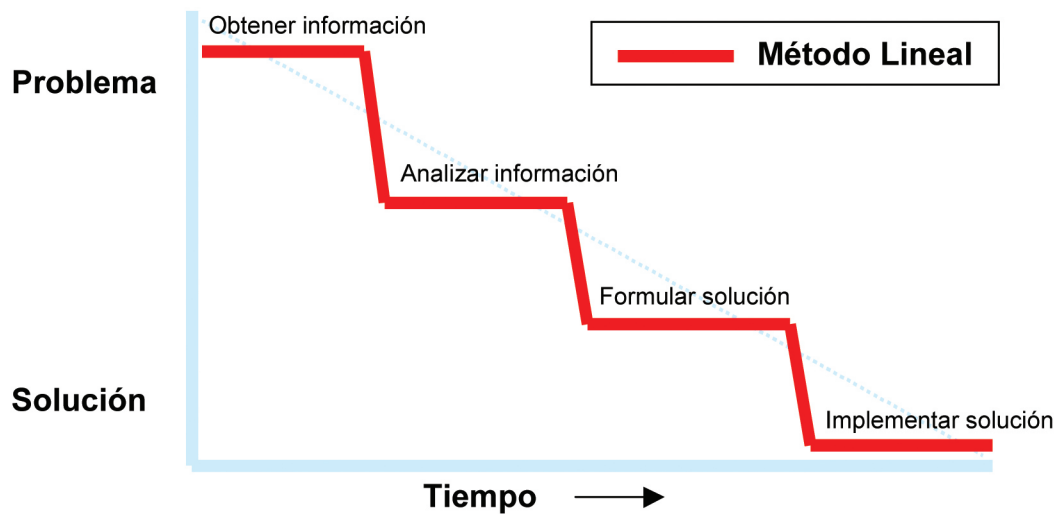 Obtener información
Método Lineal
Problema
Analizar información
Formular solución
Solución
Implementar solución
Tiempo